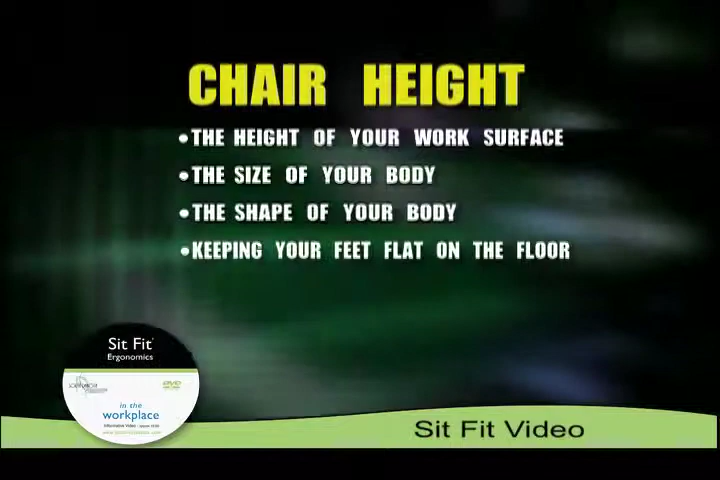 CHAIR HEIGHT
•THE HEIGHT OF YOUR WORK SURFACE
•THE SIZE OF YOUR BODY
•THE SHAPE OF YOUR BODY
•KEEPING YOUR FEET FLAT ON THE FLOOR
Sit Fit
Ergonomics
DVD
in the
workplace
Sit Fit Video